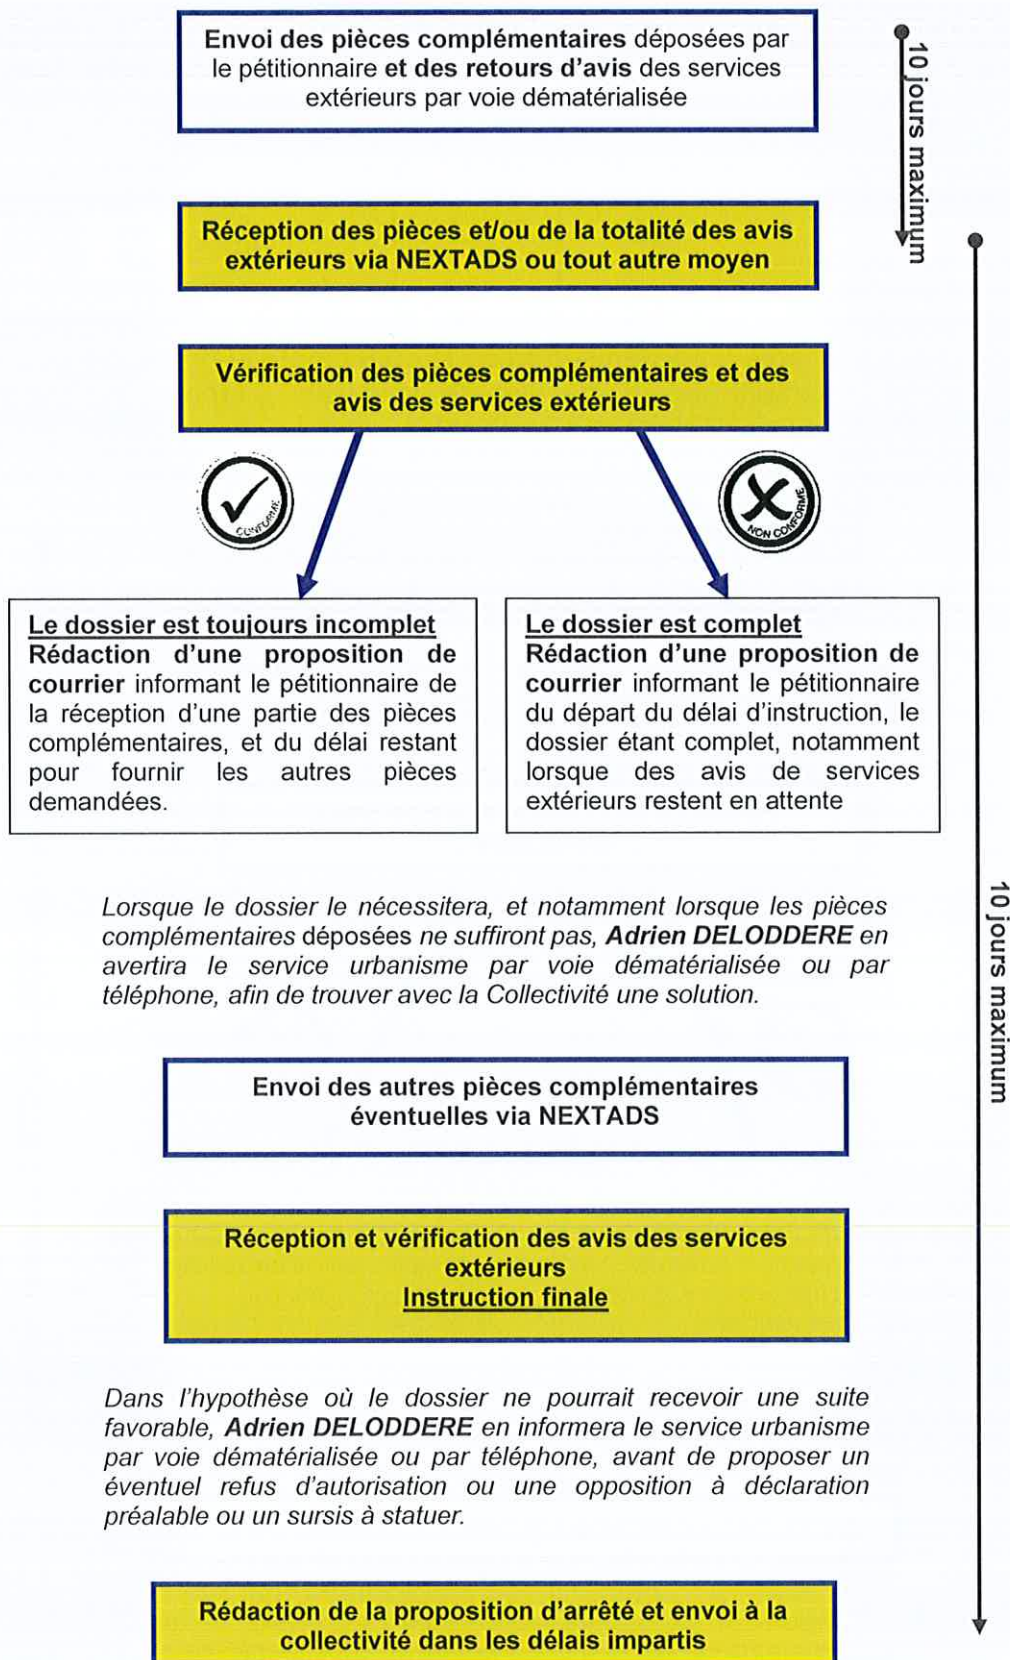 Envoi des pièces complémentaires déposées par
le pétitionnaire et des retours d'avis des services
extérieurs par voie dématérialisée
10 jours maximum
Réception des pièces et/ou de la totalité des avis
extérieurs via NEXTADS ou tout autre moyen
Vérification des pièces complémentaires et des
avis des services extérieurs
CONFORME
NON CONFORME
Le dossier est toujours incomplet
Rédaction d'une proposition de
courrier informant le pétitionnaire de
la réception d'une partie des pièces
complémentaires, et du délai restant
pour fournir les autres pièces
demandées.
Le dossier est complet
Rédaction d'une proposition de
courrier informant le pétitionnaire
du départ du délai d'instruction, le
dossier étant complet, notamment
lorsque des avis de services
extérieurs restent en attente
10 jours maximum
Lorsque le dossier le nécessitera, et notamment lorsque les pièces
complémentaires déposées ne suffiront pas, Adrien DELODDERE en
avertira le service urbanisme par voie dématérialisée ou par
téléphone, afin de trouver avec la Collectivité une solution.
Envoi des autres pièces complémentaires
éventuelles via NEXTADS
Réception et vérification des avis des services
extérieurs
Instruction finale
Dans l'hypothèse où le dossier ne pourrait recevoir une suite
favorable, Adrien DELODDERE en informera le service urbanisme
par voie dématérialisée ou par téléphone, avant de proposer un
éventuel refus d'autorisation ou une opposition à déclaration
préalable ou un sursis à statuer.
Rédaction de la proposition d'arrêté et envoi à la
collectivité dans les délais impartis